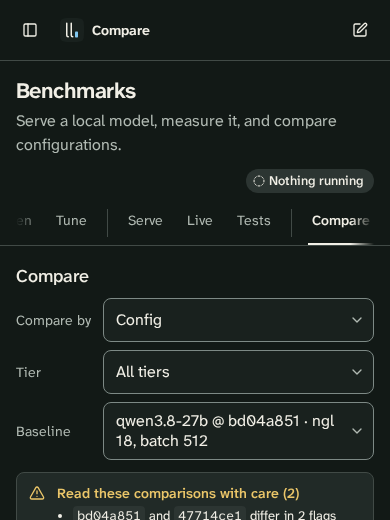 Compare
Benchmarks
Serve a local model, measure it, and compare
configurations.
Nothing running
en Tune Serve Live Tests Compare
Compare
Compare by Config
Tier All tiers
Baseline qwen3.8-27b @ bd04a851 · ngl
18, batch 512
Read these comparisons with care (2)
• bd04a851 and 47714ce1 differ in 2 flags